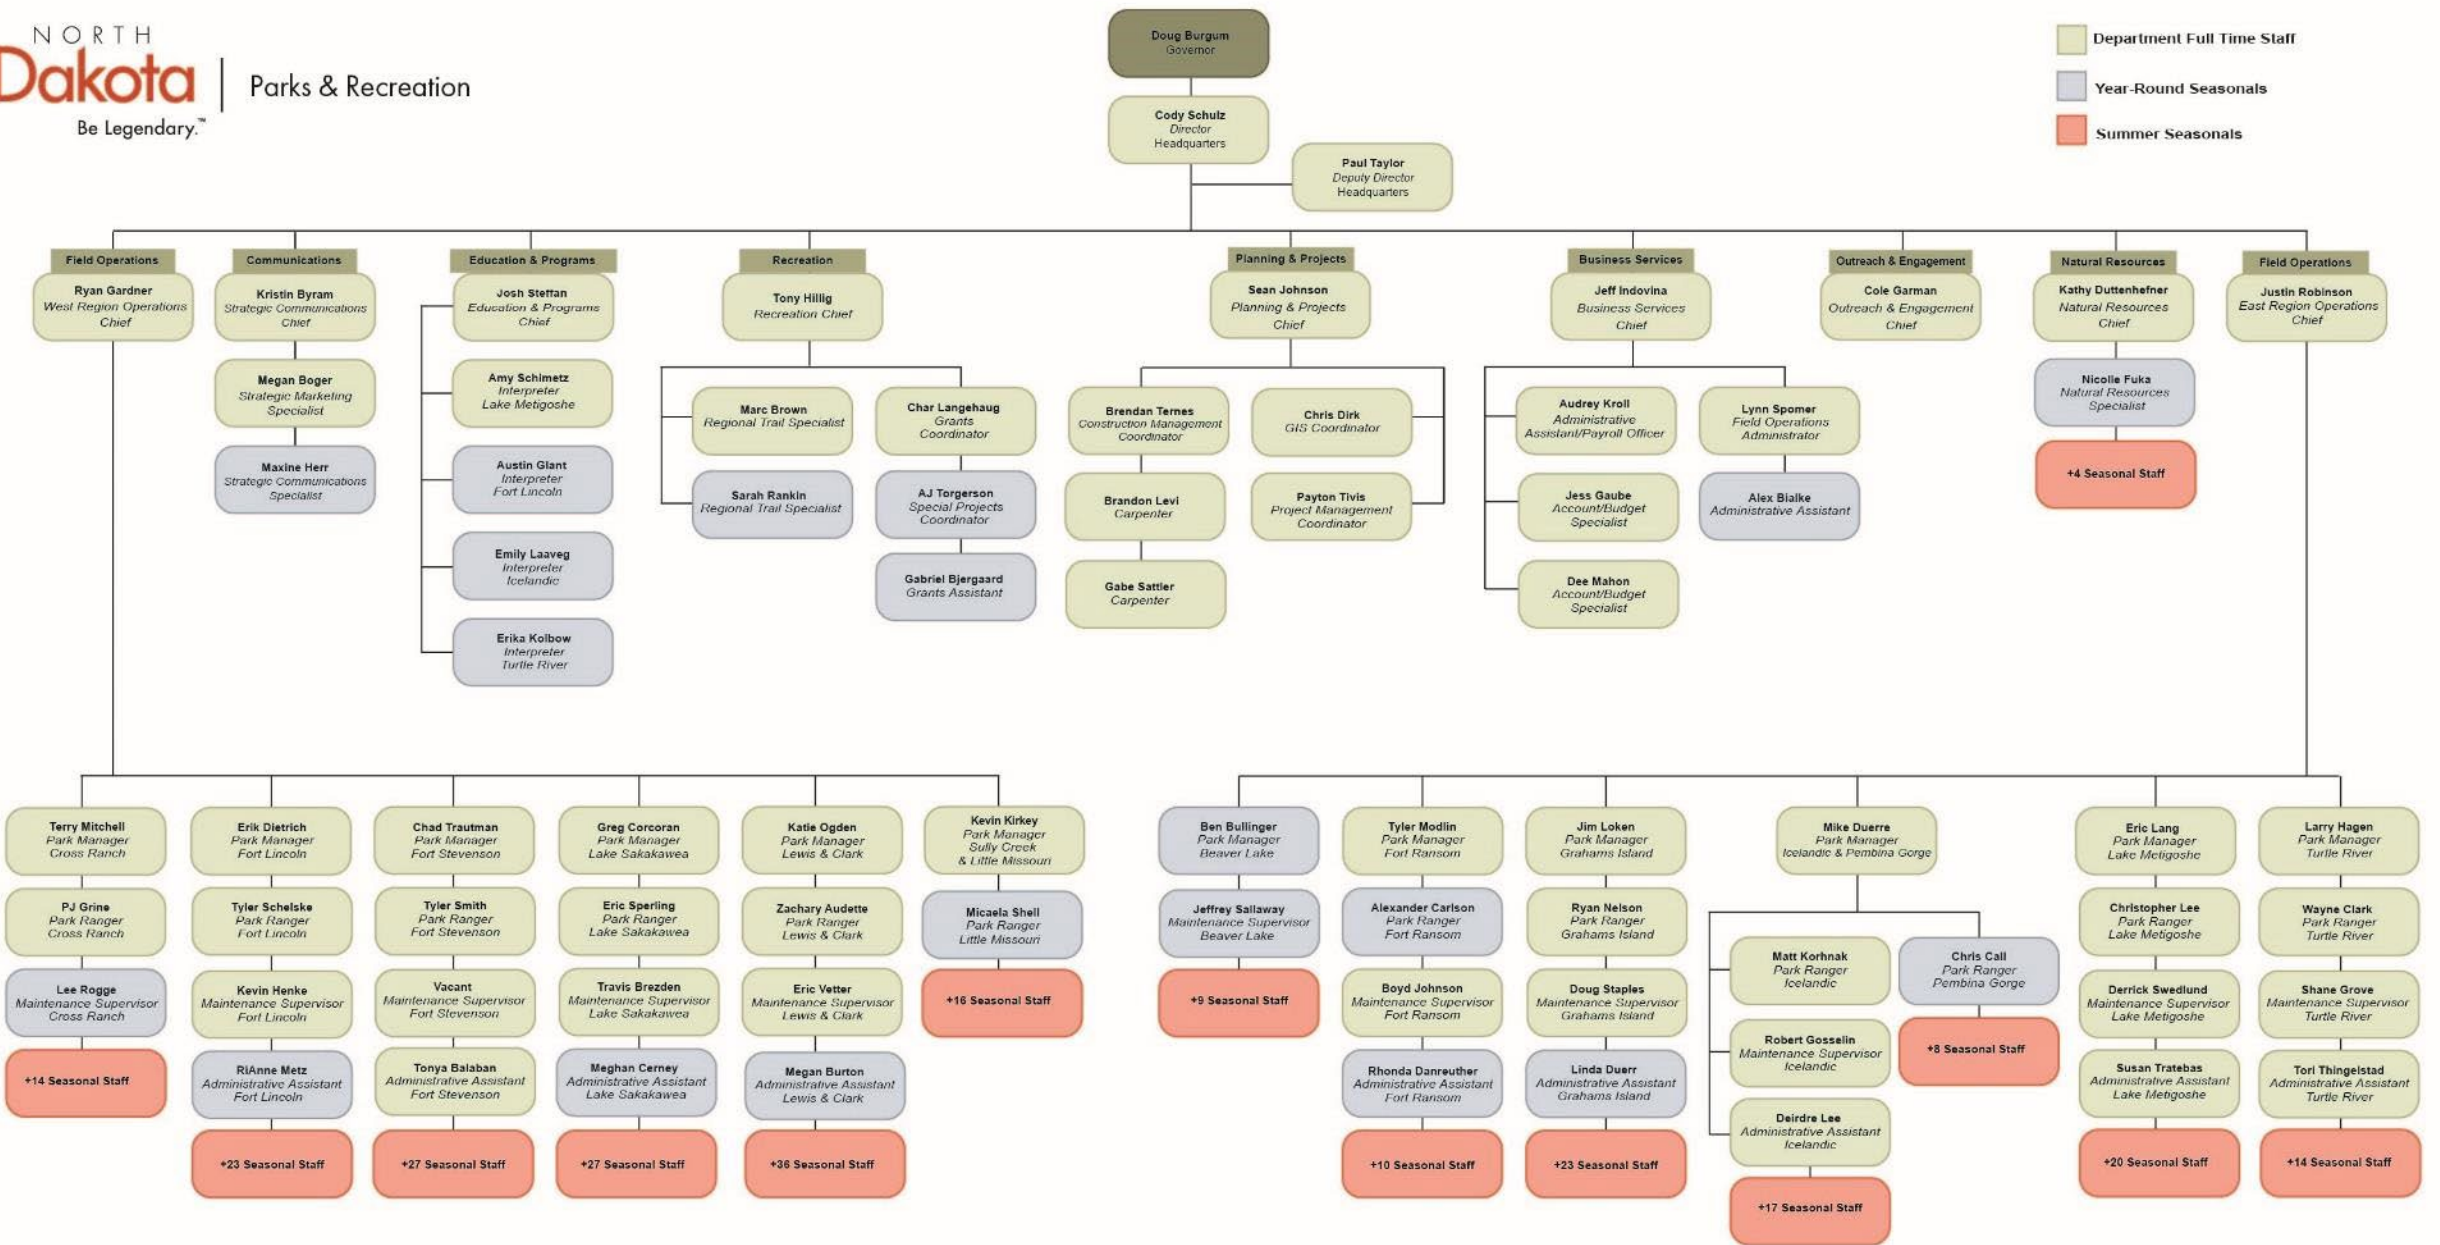 NORTH
Dakota
Be Legendary.™
Parks & Recreation
Doug Burgum
Governor
Cody Schulz
Director
Headquarters
Paul Taylor
Deputy Director
Headquarters
Department Full Time Staff
Year-Round Seasonals
Summer Seasonals
Field Operations
Ryan Gardner
West Region Operations
Chief
Communications
Kristin Byram
Strategic Communications
Chief
Megan Boger
Strategic Marketing
Specialist
Maxine Herr
Strategic Communications
Specialist
Education & Programs
Josh Steffan
Education & Programs
Chief
Amy Schimetz
Interpreter
Lake Metigoshe
Austin Glant
Interpreter
Fort Lincoln
Emily Laaveg
Interpreter
Icelandic
Erika Kolbow
Interpreter
Turtle River
Recreation
Tony Hillig
Recreation Chief
Marc Brown
Regional Trail Specialist
Sarah Rankin
Regional Trail Specialist
Char Langehaug
Grants
Coordinator
AJ Torgerson
Special Projects
Coordinator
Gabriel Bjergaard
Grants Assistant
Planning & Projects
Sean Johnson
Planning & Projects
Chief
Brendan Ternes
Construction Management
Coordinator
Brandon Levi
Carpenter
Gabe Sattler
Carpenter
Chris Dirk
GIS Coordinator
Payton Tivis
Project Management
Coordinator
Business Services
Jeff Indovina
Business Services
Chief
Audrey Kroll
Administrative
Assistant/Payroll Officer
Jess Gaube
Account/Budget
Specialist
Dee Mahon
Account/Budget
Specialist
Lynn Spomer
Field Operations
Administrator
Alex Bialke
Administrative Assistant
Outreach & Engagement
Cole Garman
Outreach & Engagement
Chief
Natural Resources
Kathy Duttenhefner
Natural Resources
Chief
Nicolle Fuka
Natural Resources
Specialist
+4 Seasonal Staff
Field Operations
Justin Robinson
East Region Operations
Chief
Terry Mitchell
Park Manager
Cross Ranch
PJ Grine
Park Ranger
Cross Ranch
Lee Rogge
Maintenance Supervisor
Cross Ranch
+14 Seasonal Staff
Erik Dietrich
Park Manager
Fort Lincoln
Tyler Schelske
Park Ranger
Fort Lincoln
Kevin Henke
Maintenance Supervisor
Fort Lincoln
RiAnne Metz
Administrative Assistant
Fort Lincoln
+23 Seasonal Staff
Chad Trautman
Park Manager
Fort Stevenson
Tyler Smith
Park Ranger
Fort Stevenson
Vacant
Maintenance Supervisor
Fort Stevenson
Tonya Balaban
Administrative Assistant
Fort Stevenson
+27 Seasonal Staff
Greg Corcoran
Park Manager
Lake Sakakawea
Eric Sperling
Park Ranger
Lake Sakakawea
Travis Brezden
Maintenance Supervisor
Lake Sakakawea
Meghan Cerney
Administrative Assistant
Lake Sakakawea
+27 Seasonal Staff
Katie Ogden
Park Manager
Lewis & Clark
Zachary Audette
Park Ranger
Lewis & Clark
Eric Vetter
Maintenance Supervisor
Lewis & Clark
Megan Burton
Administrative Assistant
Lewis & Clark
+36 Seasonal Staff
Kevin Kirkey
Park Manager
Sully Creek
& Little Missouri
Micaela Shell
Park Ranger
Little Missouri
+16 Seasonal Staff
Ben Bullinger
Park Manager
Beaver Lake
Jeffrey Sallaway
Maintenance Supervisor
Beaver Lake
+9 Seasonal Staff
Tyler Modlin
Park Manager
Fort Ransom
Alexander Carlson
Park Ranger
Fort Ransom
Boyd Johnson
Maintenance Supervisor
Fort Ransom
Rhonda Danreuther
Administrative Assistant
Fort Ransom
+10 Seasonal Staff
Jim Loken
Park Manager
Grahams Island
Ryan Nelson
Park Ranger
Grahams Island
Doug Staples
Maintenance Supervisor
Grahams Island
Linda Duerr
Administrative Assistant
Grahams Island
+23 Seasonal Staff
Mike Duerre
Park Manager
Icelandic & Pembina Gorge
Matt Korhnak
Park Ranger
Icelandic
Robert Gosselin
Maintenance Supervisor
Icelandic
Deirdre Lee
Administrative Assistant
Icelandic
+17 Seasonal Staff
Chris Call
Park Ranger
Pembina Gorge
+8 Seasonal Staff
Eric Lang
Park Manager
Lake Metigoshe
Christopher Lee
Park Ranger
Lake Metigoshe
Derrick Swedlund
Maintenance Supervisor
Lake Metigoshe
Susan Tratebas
Administrative Assistant
Lake Metigoshe
+20 Seasonal Staff
Larry Hagen
Park Manager
Turtle River
Wayne Clark
Park Ranger
Turtle River
Shane Grove
Maintenance Supervisor
Turtle River
Tori Thingelstad
Administrative Assistant
Turtle River
+14 Seasonal Staff